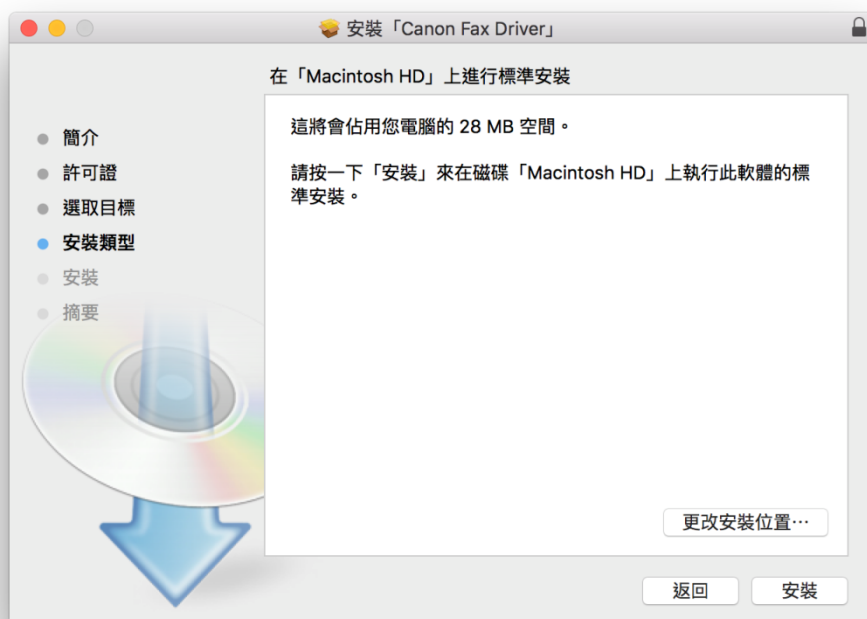 安裝「Canon Fax Driver」
在「Macintosh HD」上進行標準安裝
簡介
許可證
選取目標
安裝類型
安裝
摘要
這將會佔用您電腦的 28 MB 空間。
請按一下「安裝」來在磁碟「Macintosh HD」上執行此軟體的標
準安裝。
更改安裝位置⋯
返回
安裝